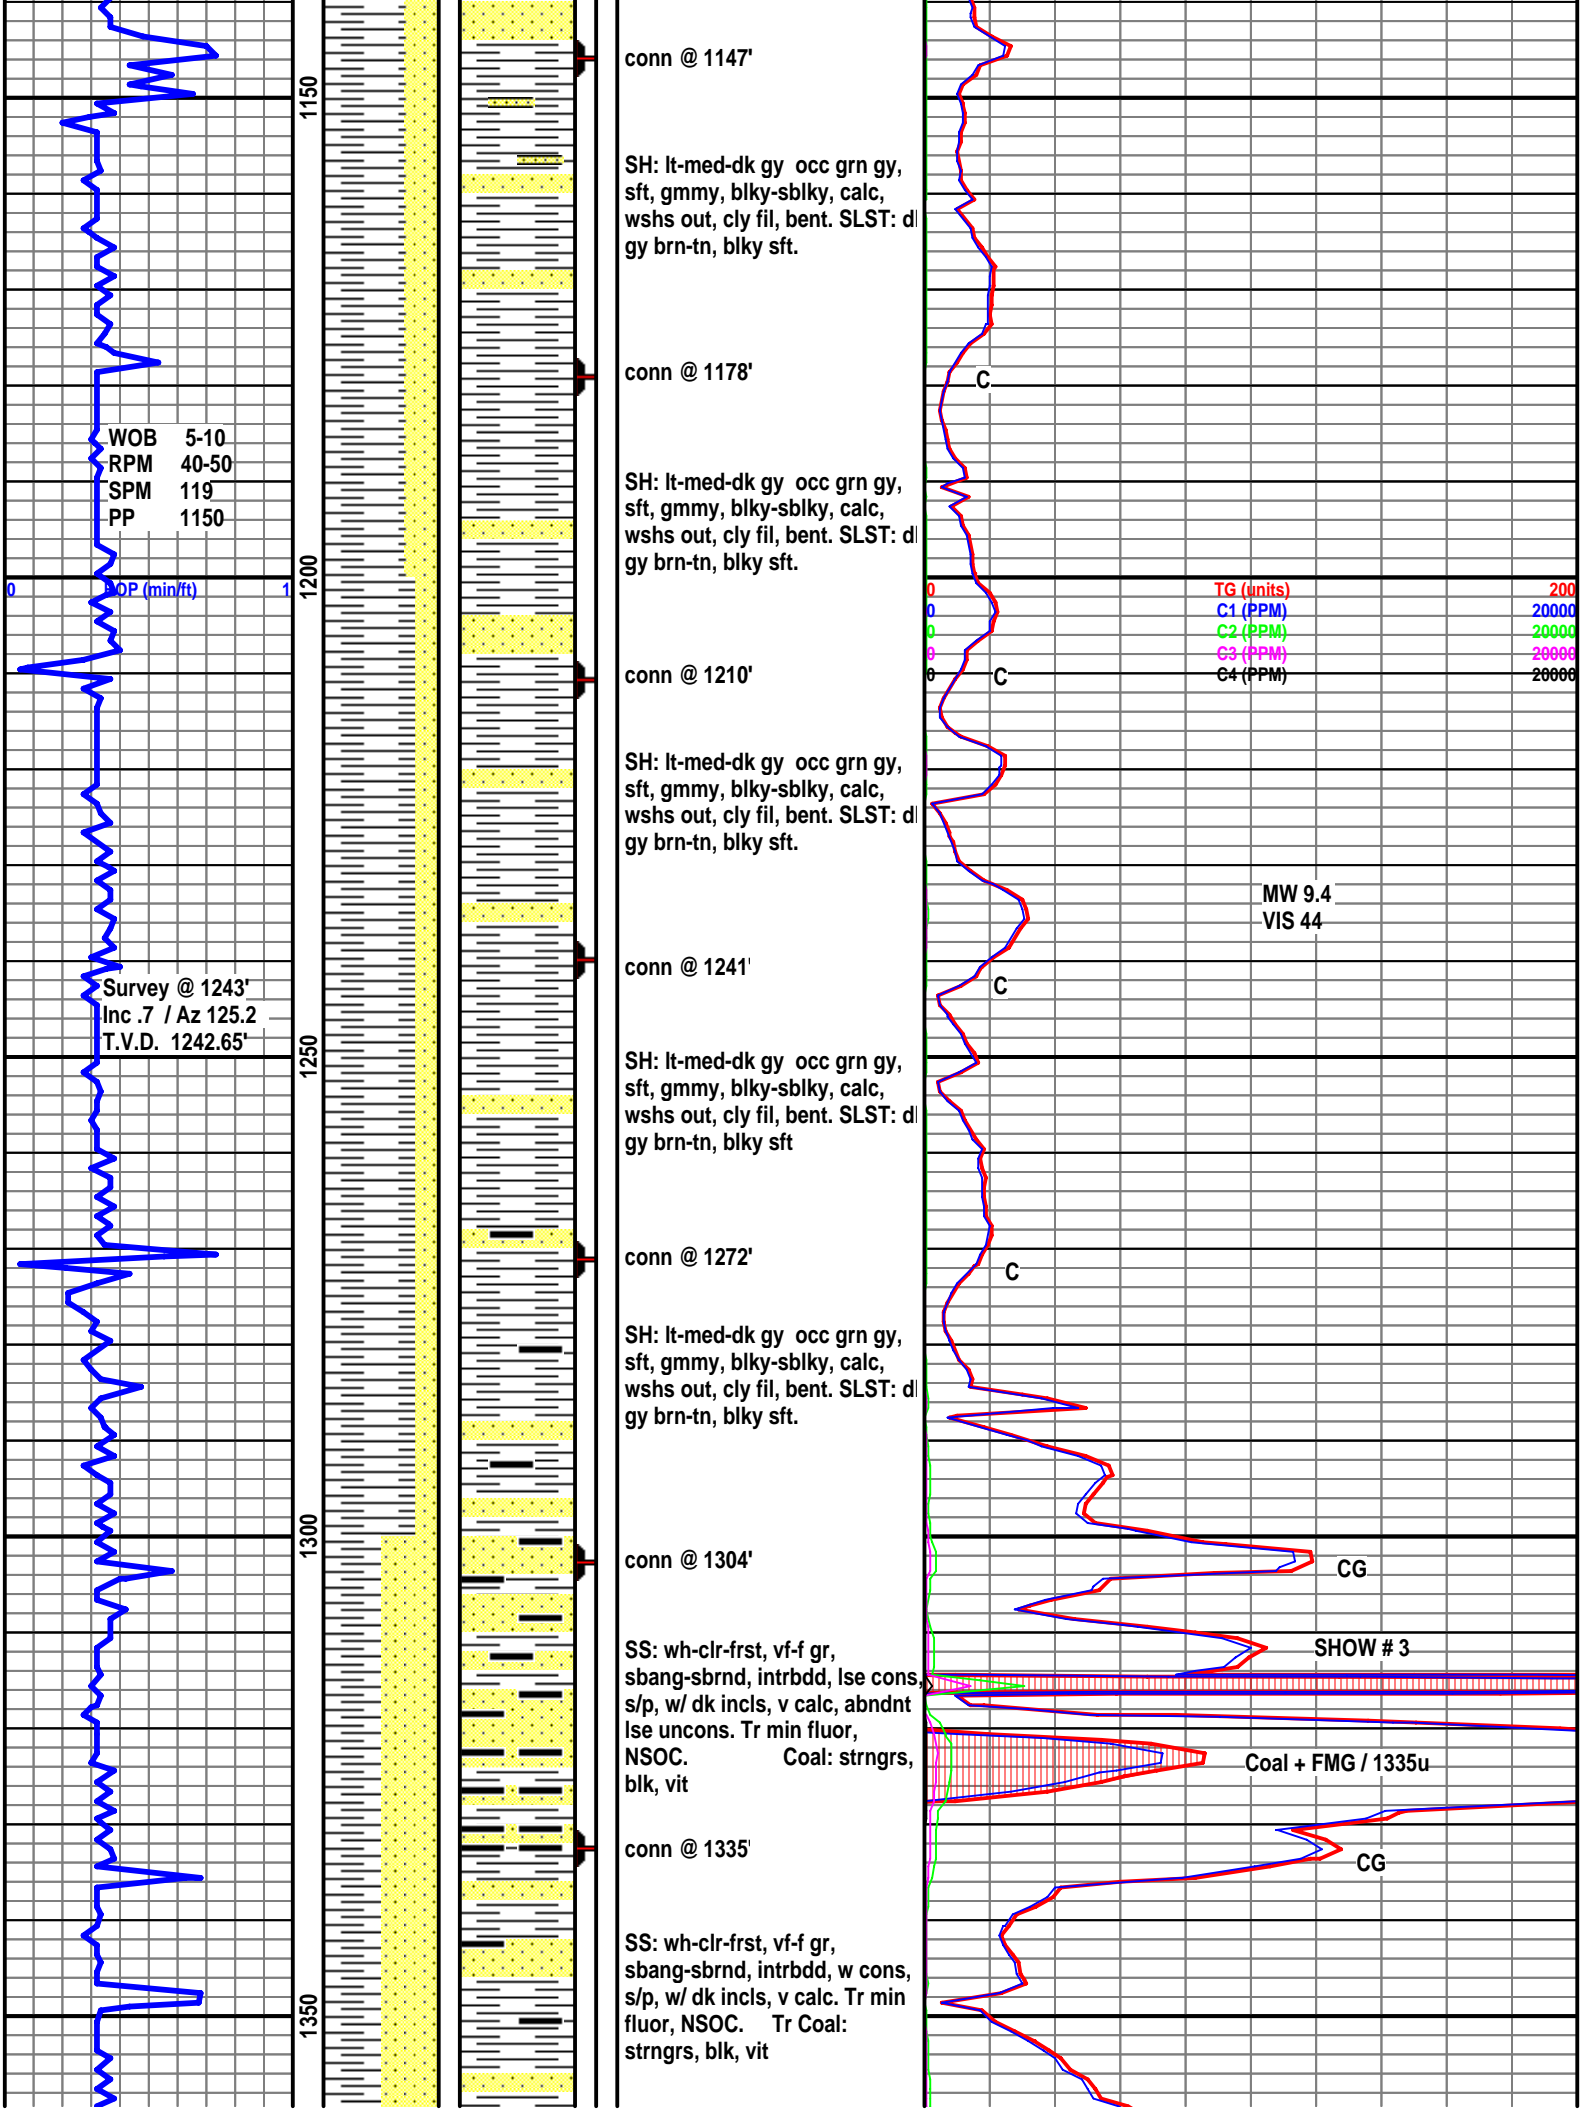 conn @ 1147'
1150
SH: lt-med-dk gy occ grn gy,
sft, gmmy, blky-sblky, calc,
wshs out, cly fil, bent. SLST:
gy brn-tn, blky sft.
conn @ 1178'
C
WOB 5-10
RPM 40-50
SPM 119
PP 1150
SH: lt-med-dk gy occ grn gy,
sft, gmmy, blky-sblky, calc,
wshs out, cly fil, bent. SLST:
gy brn-tn, blky sft.
1200
0 ROP (min/ft) 1
0 TG (units) 200
0 C1 (PPM) 20000
0 C2 (PPM) 20000
0 C3 (PPM) 20000
0 C4 (PPM) 20000
conn @ 1210'
C
SH: lt-med-dk gy occ grn gy,
sft, gmmy, blky-sblky, calc,
wshs out, cly fil, bent. SLST:
gy brn-tn, blky sft.
MW 9.4
VIS 44
conn @ 1241'
C
Survey @ 1243'
Inc .7 / Az 125.2
T.V.D. 1242.65'
1250
SH: lt-med-dk gy occ grn gy,
sft, gmmy, blky-sblky, calc,
wshs out, cly fil, bent. SLST:
gy brn-tn, blky sft
conn @ 1272'
C
SH: lt-med-dk gy occ grn gy,
sft, gmmy, blky-sblky, calc,
wshs out, cly fil, bent. SLST:
gy brn-tn, blky sft.
1300
conn @ 1304'
CG
SHOW # 3
SS: wh-clr-frst, vf-f gr,
sbang-sbrnd, intrbdd, lse cons,
s/p, w/ dk incls, v calc, abndnt
lse uncons. Tr min fluor,
NSOC. Coal: strngrs,
blk, vit
Coal + FMG / 1335u
conn @ 1335'
CG
SS: wh-clr-frst, vf-f gr,
sbang-sbrnd, intrbdd, w cons,
s/p, w/ dk incls, v calc. Tr min
fluor, NSOC. Tr Coal:
strngrs, blk, vit
1350